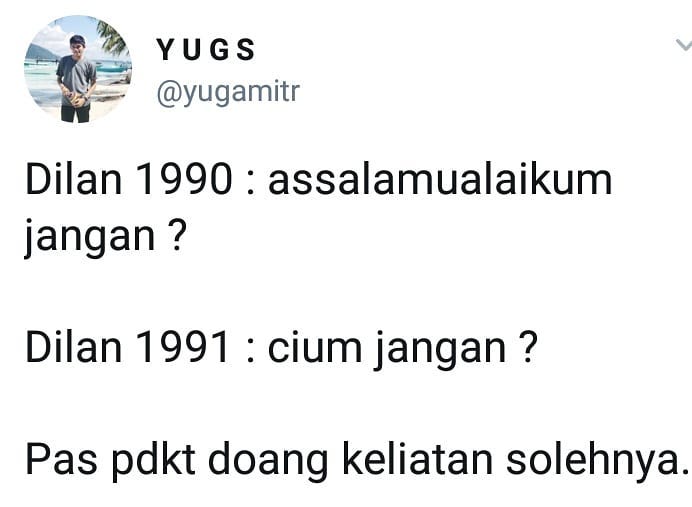 YUGS
@yugamitr
Dilan 1990 : assalamualaikum
jangan ?
Dilan 1991 : cium jangan ?
Pas pdkt doang keliatan solehnya.